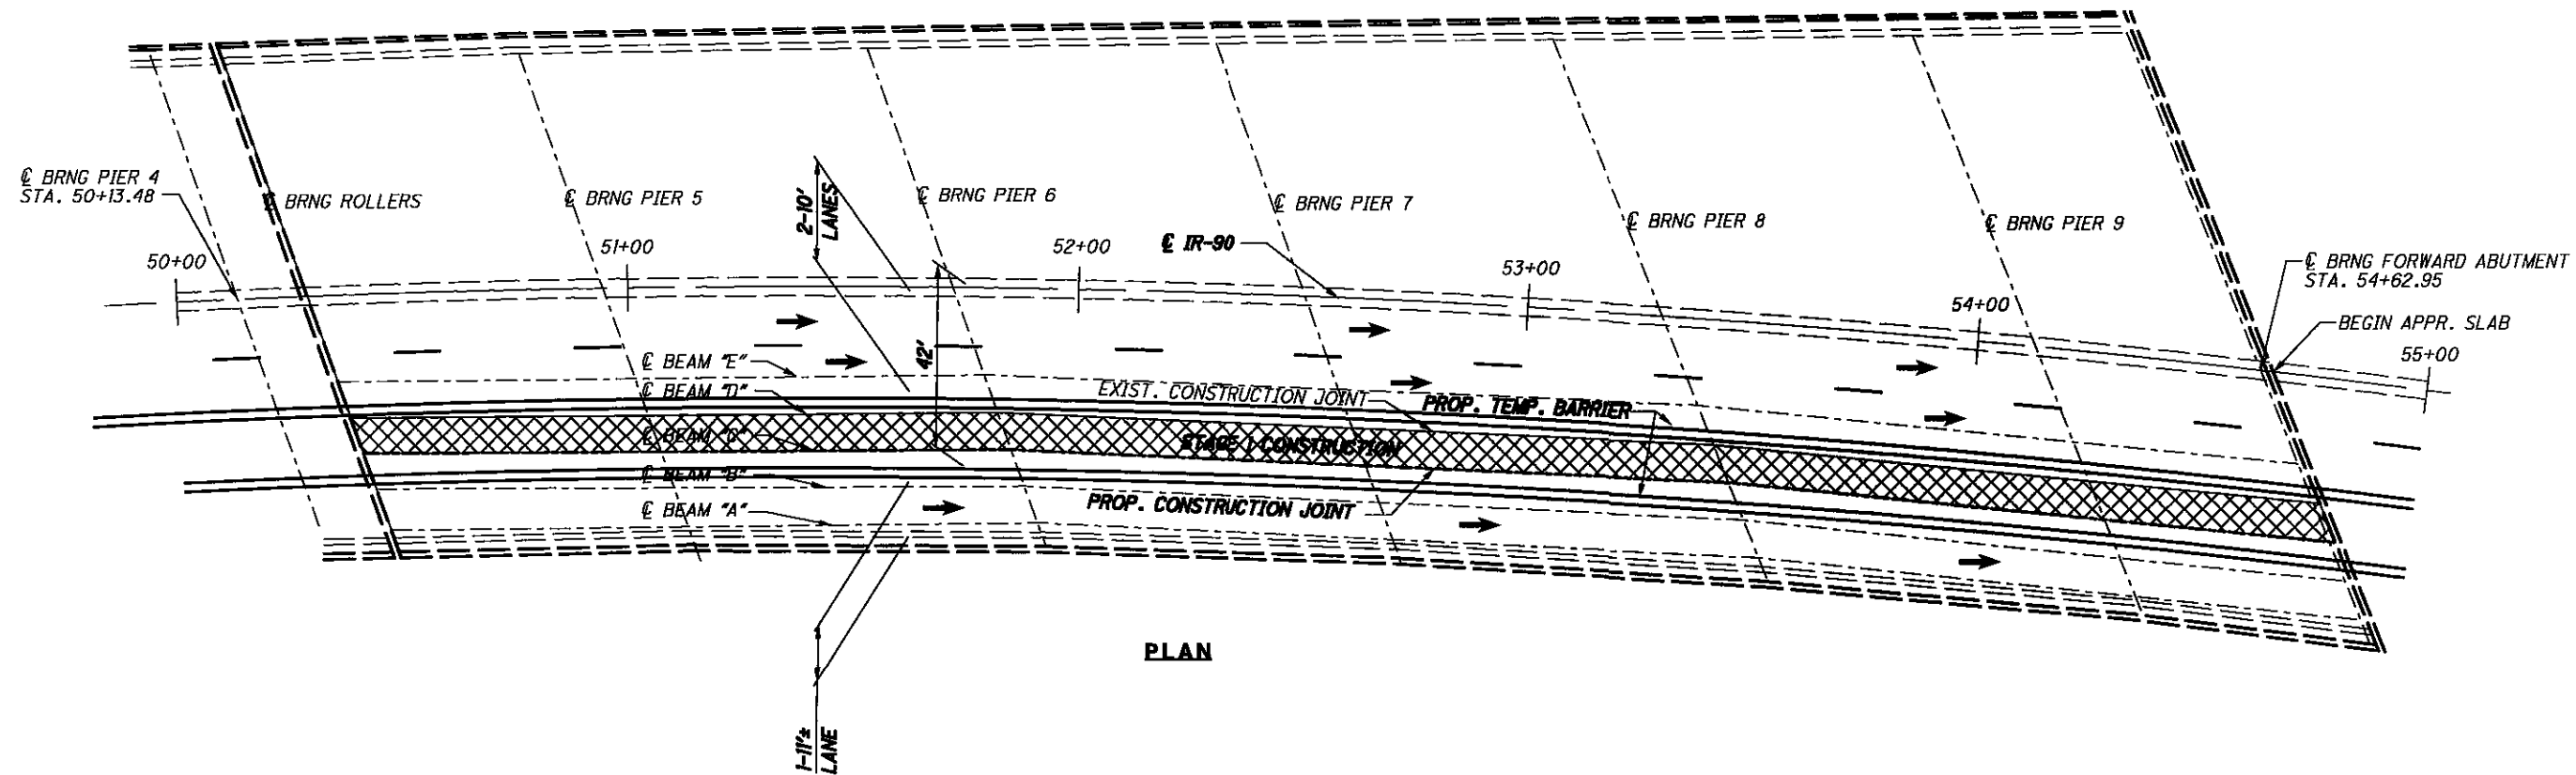 ℄ BRNG PIER 4
STA. 50+13.48
℄ BRNG ROLLERS
℄ BRNG PIER 5
℄ BRNG PIER 6
℄ BRNG PIER 7
℄ BRNG PIER 8
℄ BRNG PIER 9
2-10'
LANES
50+00
51+00
52+00
℄ IR-90
53+00
54+00
℄ BRNG FORWARD ABUTMENT
STA. 54+62.95
BEGIN APPR. SLAB
55+00
42'
℄ BEAM "E"
℄ BEAM "D"
EXIST. CONSTRUCTION JOINT
PROP. TEMP. BARRIER
℄ BEAM "C"
STAGE 1 CONSTRUCTION
℄ BEAM "B"
℄ BEAM "A"
PROP. CONSTRUCTION JOINT
PLAN
1-11'±
LANE